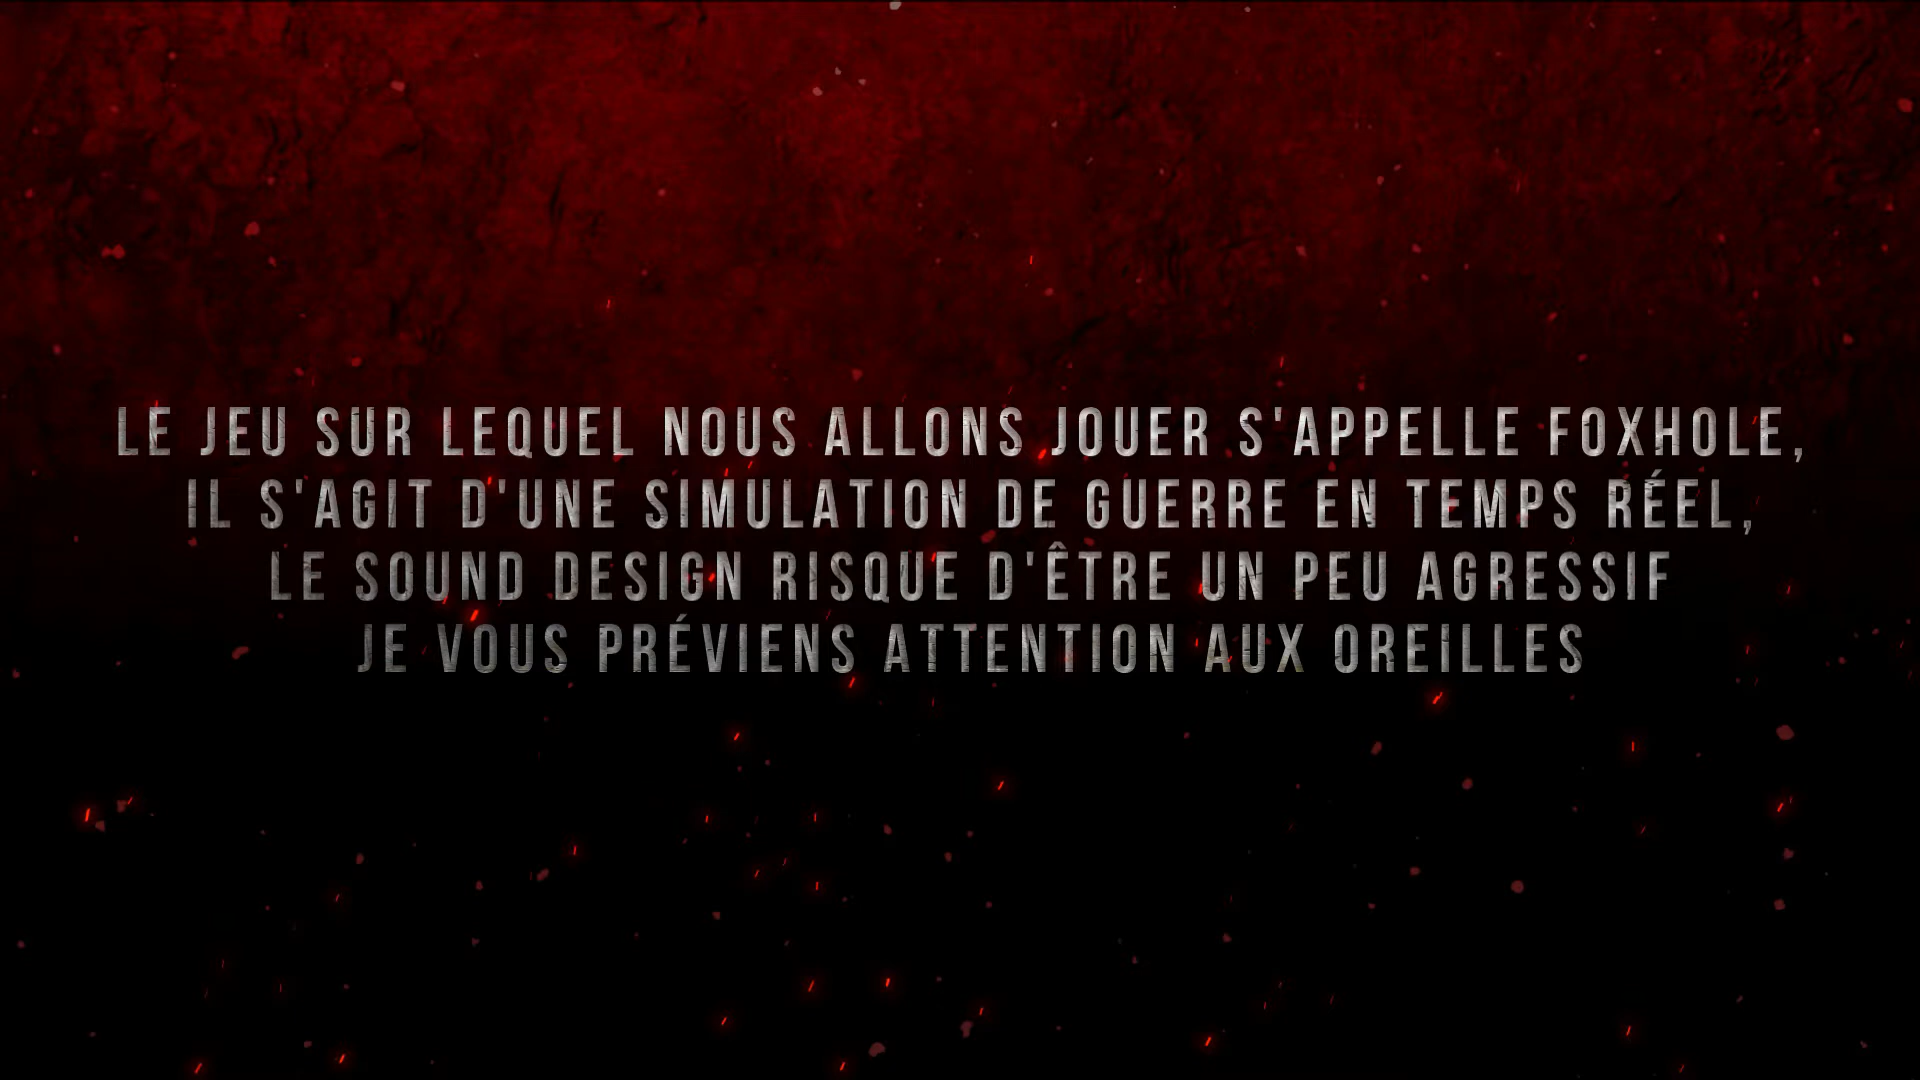 LE JEU SUR LEQUEL NOUS ALLONS JOUER S'APPELLE FOXHOLE,
IL S'AGIT D'UNE SIMULATION DE GUERRE EN TEMPS RÉEL,
LE SOUND DESIGN RISQUE D'ÊTRE UN PEU AGRESSIF
JE VOUS PRÉVIENS ATTENTION AUX OREILLES